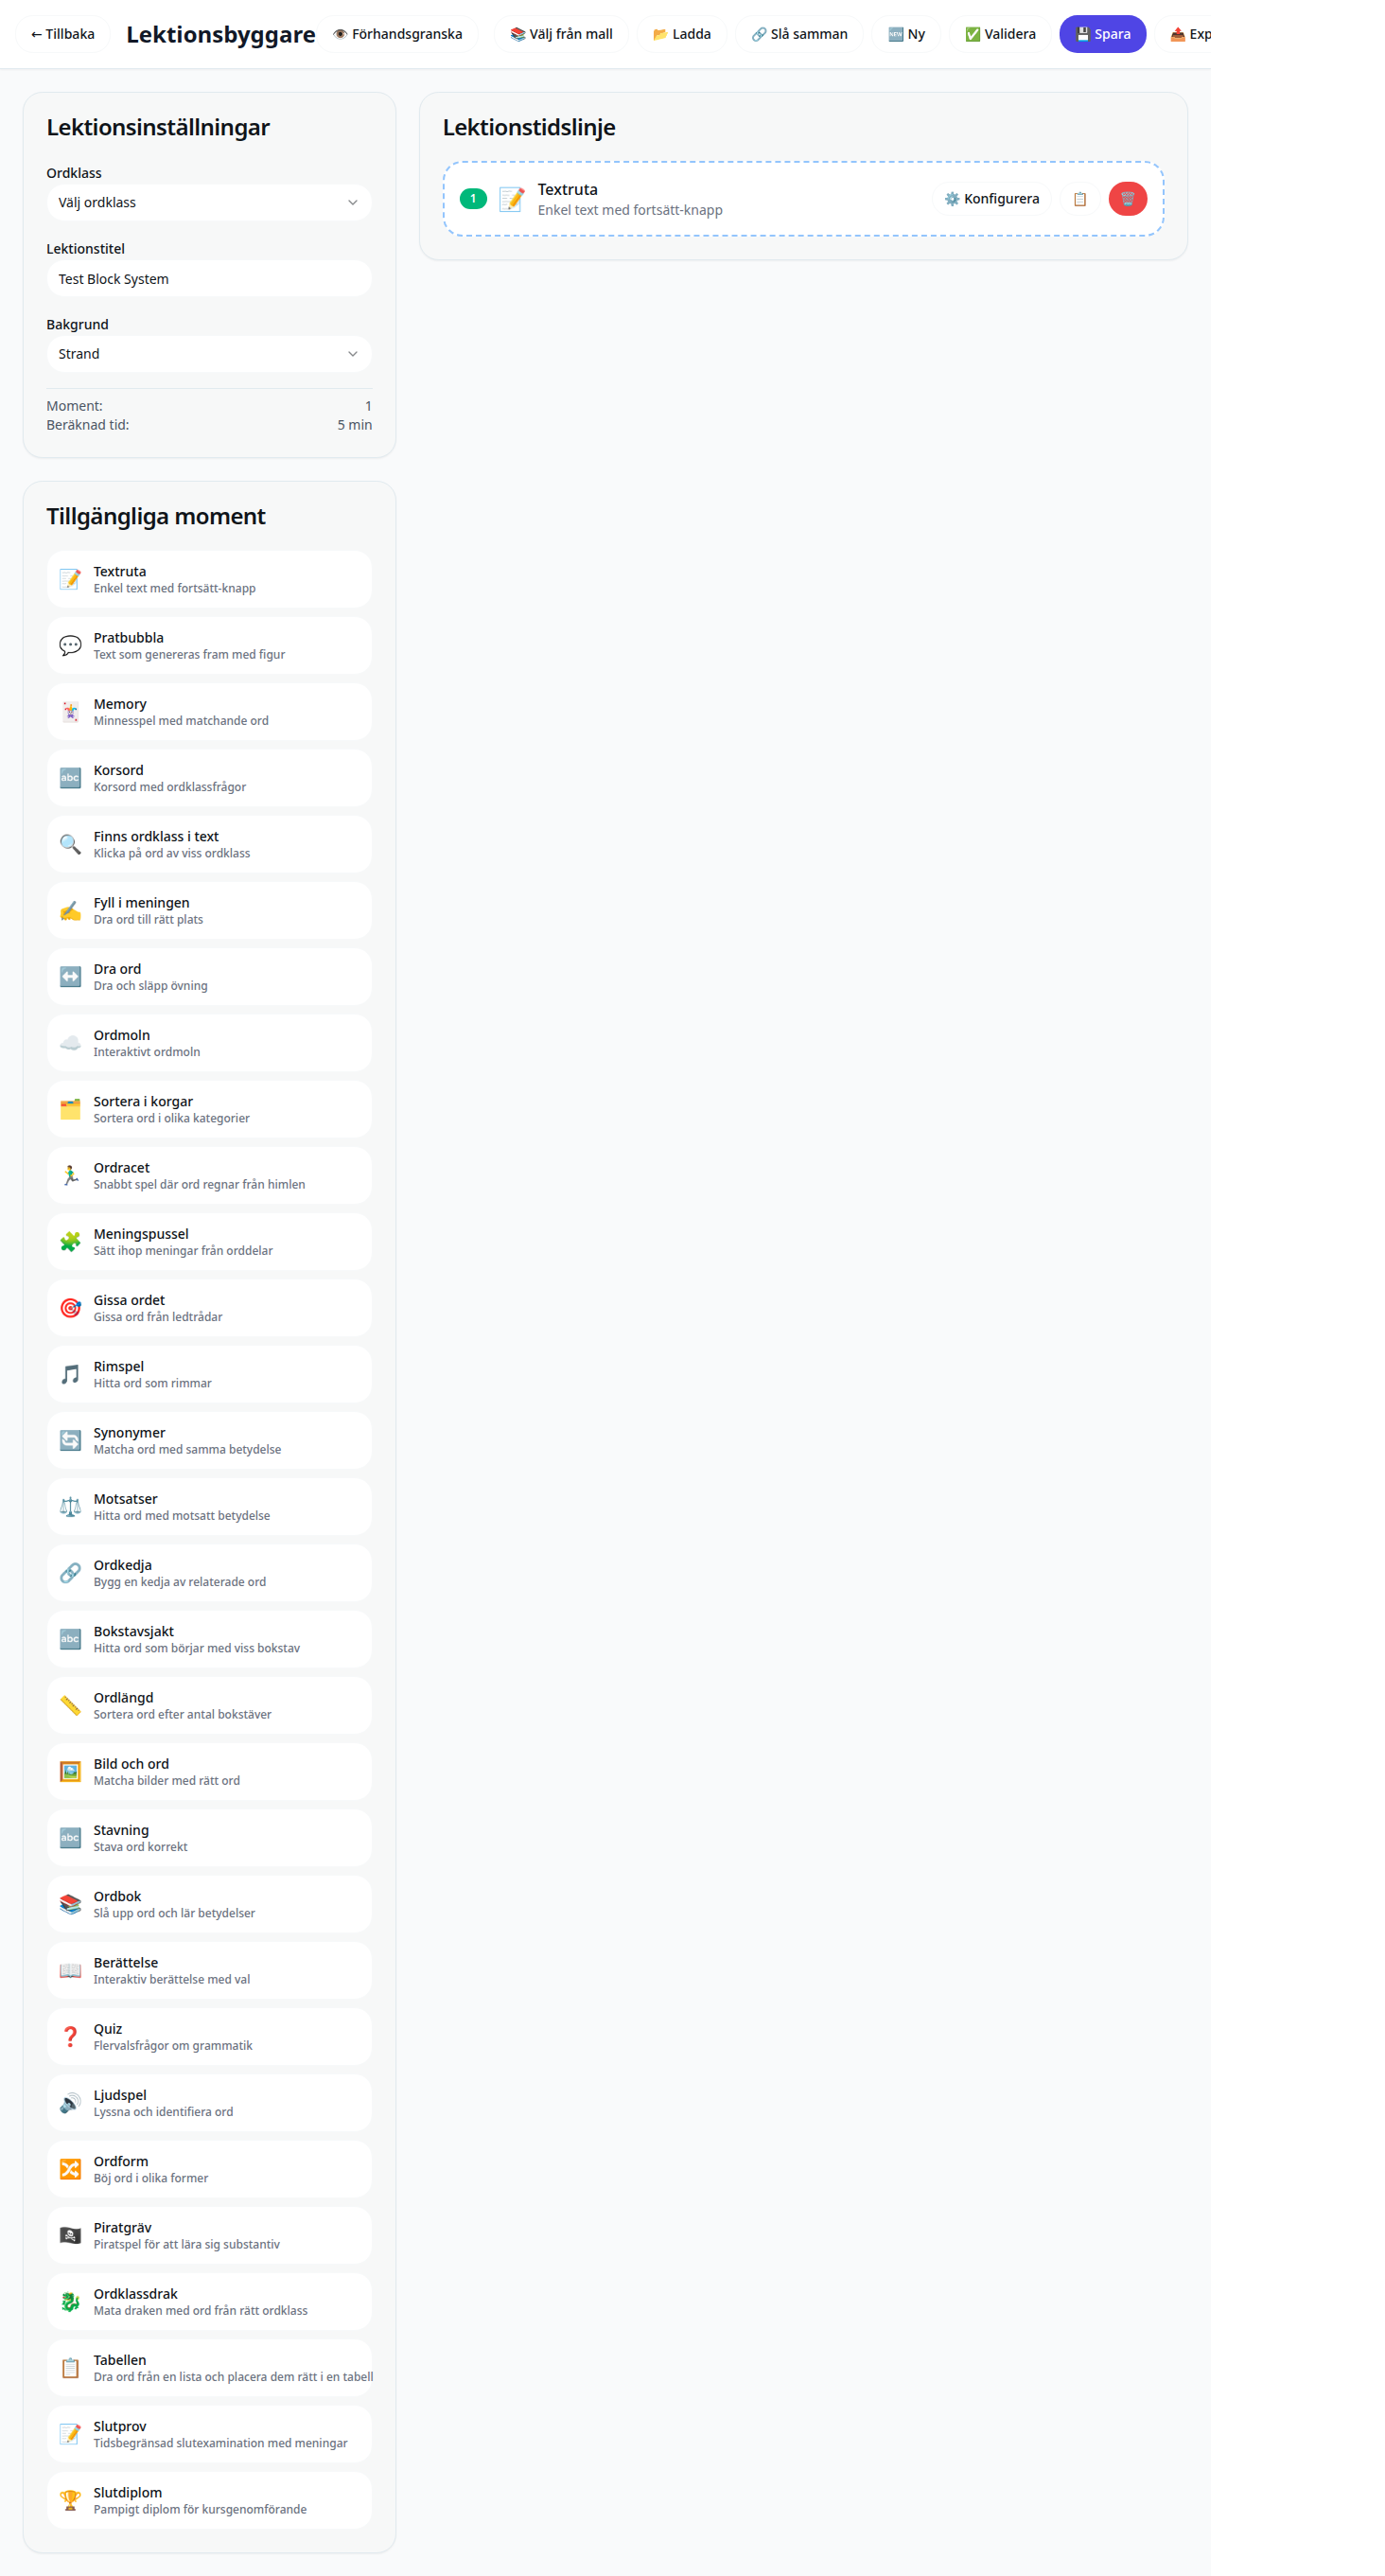 ← Tillbaka
Lektionsbyggare
Förhandsgranska
Välj från mall
Ladda
Slå samman
Ny
Validera
Spara
Exp
Lektionsinställningar
Ordklass
Välj ordklass
Lektionstitel
Test Block System
Bakgrund
Strand
Moment: 1
Beräknad tid: 5 min
Lektionstidslinje
1
Textruta
Enkel text med fortsätt-knapp
Konfigurera
Tillgängliga moment
Textruta
Enkel text med fortsätt-knapp
Pratbubbla
Text som genereras fram med figur
Memory
Minnesspel med matchande ord
Korsord
Korsord med ordklassfrågor
Finns ordklass i text
Klicka på ord av viss ordklass
Fyll i meningen
Dra ord till rätt plats
Dra ord
Dra och släpp övning
Ordmoln
Interaktivt ordmoln
Sortera i korgar
Sortera ord i olika kategorier
Ordracet
Snabbt spel där ord regnar från himlen
Meningspussel
Sätt ihop meningar från orddelar
Gissa ordet
Gissa ord från ledtrådar
Rimspel
Hitta ord som rimmar
Synonymer
Matcha ord med samma betydelse
Motsatser
Hitta ord med motsatt betydelse
Ordkedja
Bygg en kedja av relaterade ord
Bokstavsjakt
Hitta ord som börjar med viss bokstav
Ordlängd
Sortera ord efter antal bokstäver
Bild och ord
Matcha bilder med rätt ord
Stavning
Stava ord korrekt
Ordbok
Slå upp ord och lär betydelser
Berättelse
Interaktiv berättelse med val
Quiz
Flervalsfrågor om grammatik
Ljudspel
Lyssna och identifiera ord
Ordform
Böj ord i olika former
Piratgräv
Piratspel för att lära sig substantiv
Ordklassdrak
Mata draken med ord från rätt ordklass
Tabellen
Dra ord från en lista och placera dem rätt i en tabell
Slutprov
Tidsbegränsad slutexamination med meningar
Slutdiplom
Pampigt diplom för kursgenomförande